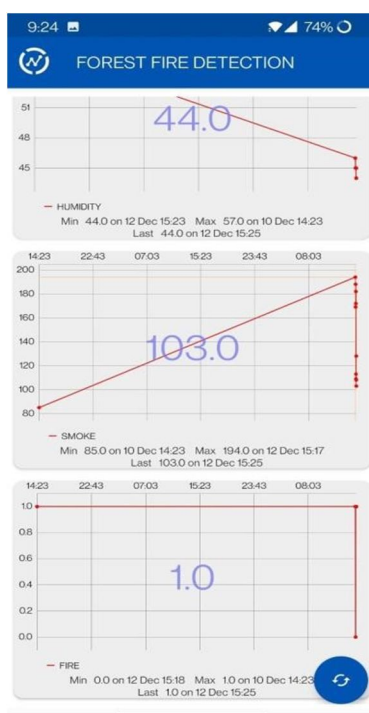 9:24 74%
FOREST FIRE DETECTION
51
48
45
44.0
HUMIDITY
Min 44.0 on 12 Dec 15:23 Max 57.0 on 10 Dec 14:23
Last 44.0 on 12 Dec 15:25
14:23 22:43 07:03 15:23 23:43 08:03
200
180
160
140
120
100
80
103.0
SMOKE
Min 85.0 on 10 Dec 14:23 Max 194.0 on 12 Dec 15:17
Last 103.0 on 12 Dec 15:25
14:23 22:43 07:03 15:23 23:43 08:03
1.0
0.8
0.6
0.4
0.2
0.0
1.0
FIRE
Min 0.0 on 12 Dec 15:18 Max 1.0 on 10 Dec 14:23
Last 1.0 on 12 Dec 15:25